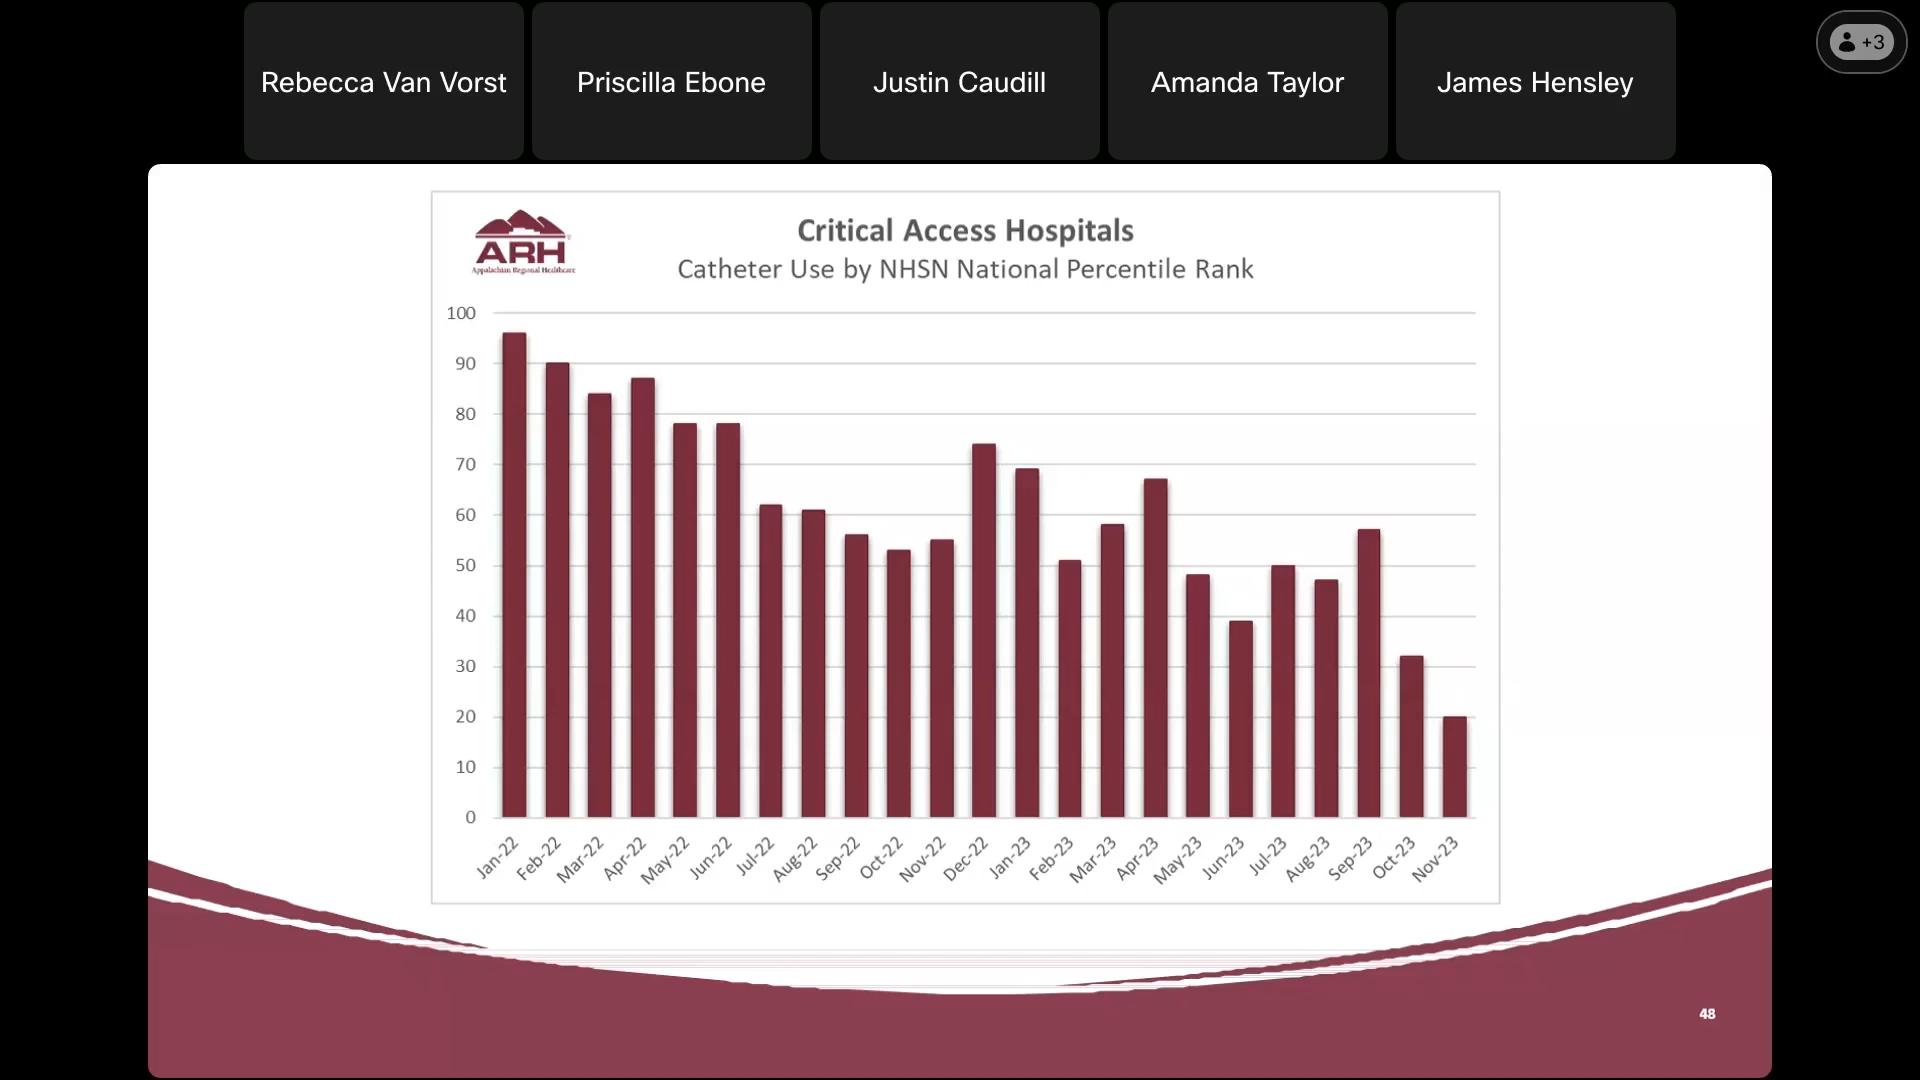 Rebecca Van Vorst
Priscilla Ebone
Justin Caudill
Amanda Taylor
James Hensley
+3
ARH
Appalachian Regional Healthcare
Critical Access Hospitals
Catheter Use by NHSN National Percentile Rank
100
90
80
70
60
50
40
30
20
10
0
Jan-22
Feb-22
Mar-22
Apr-22
May-22
Jun-22
Jul-22
Aug-22
Sep-22
Oct-22
Nov-22
Dec-22
Jan-23
Feb-23
Mar-23
Apr-23
May-23
Jun-23
Jul-23
Aug-23
Sep-23
Oct-23
Nov-23
48